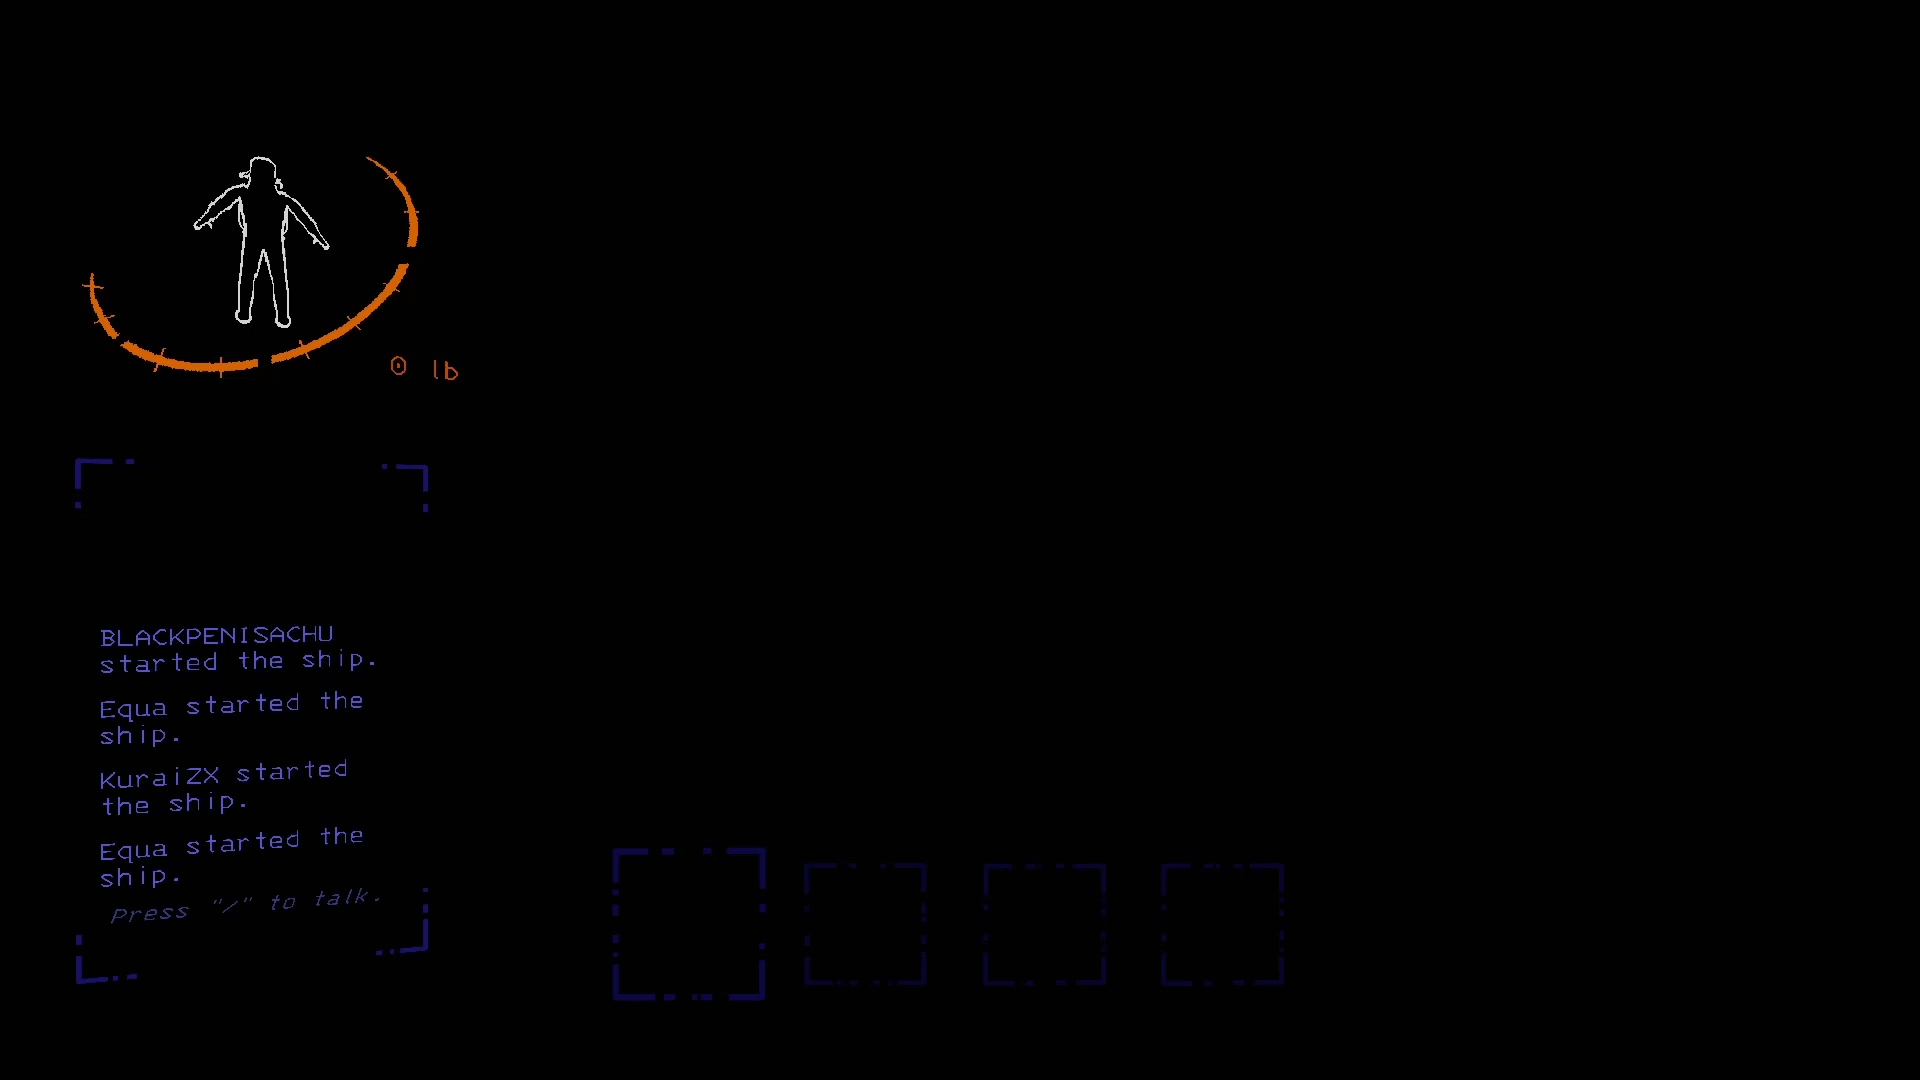 0 lb
BLACKPENISACHU
started the ship.
Equa started the
ship.
KuraiZX started
the ship.
Equa started the
ship.
Press "/" to talk.